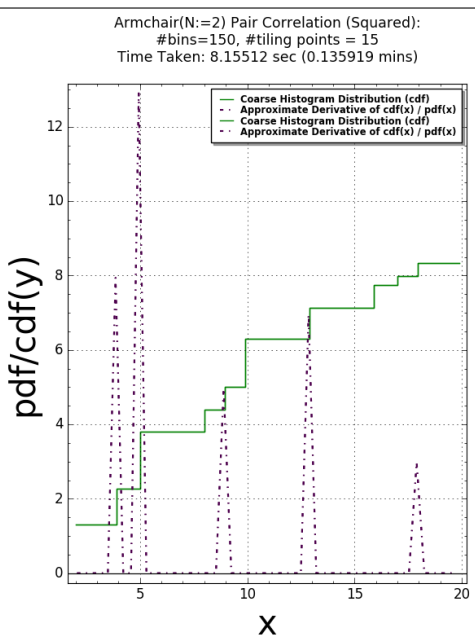 Armchair(N:=2) Pair Correlation (Squared):
#bins=150, #tiling points = 15
Time Taken: 8.15512 sec (0.135919 mins)
Coarse Histogram Distribution (cdf)
Approximate Derivative of cdf(x) / pdf(x)
Coarse Histogram Distribution (cdf)
Approximate Derivative of cdf(x) / pdf(x)
pdf/cdf(y)
12
10
8
6
4
2
0
5
10
15
20
x